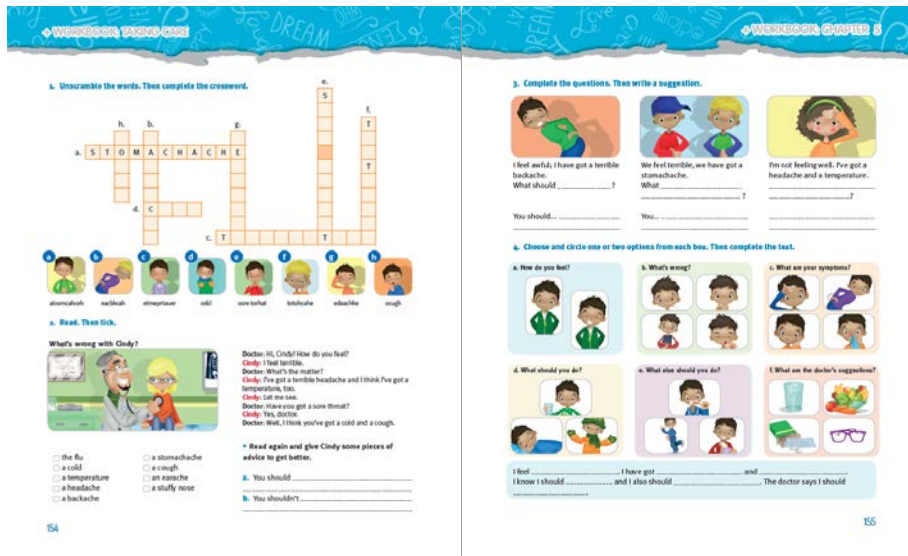 + WORKBOOK: TAKING CARE
1. Unscramble the words. Then complete the crossword.
e.
S
f.
h. b. g. T
a. S T O M A C H A C H E
T
d. C
c. T T
a b c d e f g h
eachkcah etmeprtauer odcl osre torhat totohcahe edaachhe ocugh
2. Read. Then tick.
What's wrong with Cindy?
Doctor: Hi, Cindy! How do you feel?
Cindy: I feel terrible.
Doctor: What's the matter?
Cindy: I've got a terrible headache and I think I've got a
temperature, too.
Cindy: Let me see.
Doctor: Have you got a sore throat?
Cindy: Yes, doctor.
Doctor: Well, I think you've got a cold and a cough.
the flu
a cold
a temperature
a headache
a backache
a stomachache
a cough
an earache
a stuffy nose
• Read again and give Cindy some pieces of
advice to get better.
a. You should
b. You shouldn't
154
+ WORKBOOK: CHAPTER 5
3. Complete the questions. Then write a suggestion.
I feel awful; I have got a terrible
backache.
What should ?
You should...
We feel terrible, we have got a
stomachache.
What
?
You...
I'm not feeling well. I've got a
headache and a temperature.
?
4. Choose and circle one or two options from each box. Then complete the text.
a. How do you feel?
b. What's wrong?
c. What are your symptoms?
d. What should you do?
e. What else should you do?
f. What are the doctor's suggestions?
I feel . I have got and .
I know I should and I also should . The doctor says I should
.
155